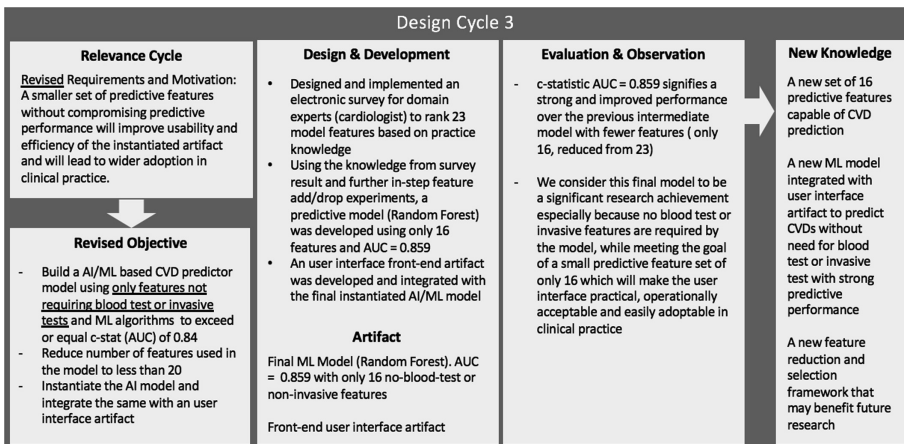 Design Cycle 3
Relevance Cycle
Revised Requirements and Motivation:
A smaller set of predictive features
without compromising predictive
performance will improve usability and
efficiency of the instantiated artifact
and will lead to wider adoption in
clinical practice.
Revised Objective
- Build a AI/ML based CVD predictor
model using only features not
requiring blood test or invasive
tests and ML algorithms to exceed
or equal c-stat (AUC) of 0.84
- Reduce number of features used in
the model to less than 20
- Instantiate the AI model and
integrate the same with an user
interface artifact
Design & Development
• Designed and implemented an
electronic survey for domain
experts (cardiologist) to rank 23
model features based on practice
knowledge
• Using the knowledge from survey
result and further in-step feature
add/drop experiments, a
predictive model (Random Forest)
was developed using only 16
features and AUC = 0.859
• An user interface front-end artifact
was developed and integrated with
the final instantiated AI/ML model
Artifact
Final ML Model (Random Forest). AUC
= 0.859 with only 16 no-blood-test or
non-invasive features
Front-end user interface artifact
Evaluation & Observation
- c-statistic AUC = 0.859 signifies a
strong and improved performance
over the previous intermediate
model with fewer features ( only
16, reduced from 23)
- We consider this final model to be
a significant research achievement
especially because no blood test or
invasive features are required by
the model, while meeting the goal
of a small predictive feature set of
only 16 which will make the user
interface practical, operationally
acceptable and easily adoptable in
clinical practice
New Knowledge
A new set of 16
predictive features
capable of CVD
prediction
A new ML model
integrated with
user interface
artifact to predict
CVDs without
need for blood
test or invasive
test with strong
predictive
performance
A new feature
reduction and
selection
framework that
may benefit future
research